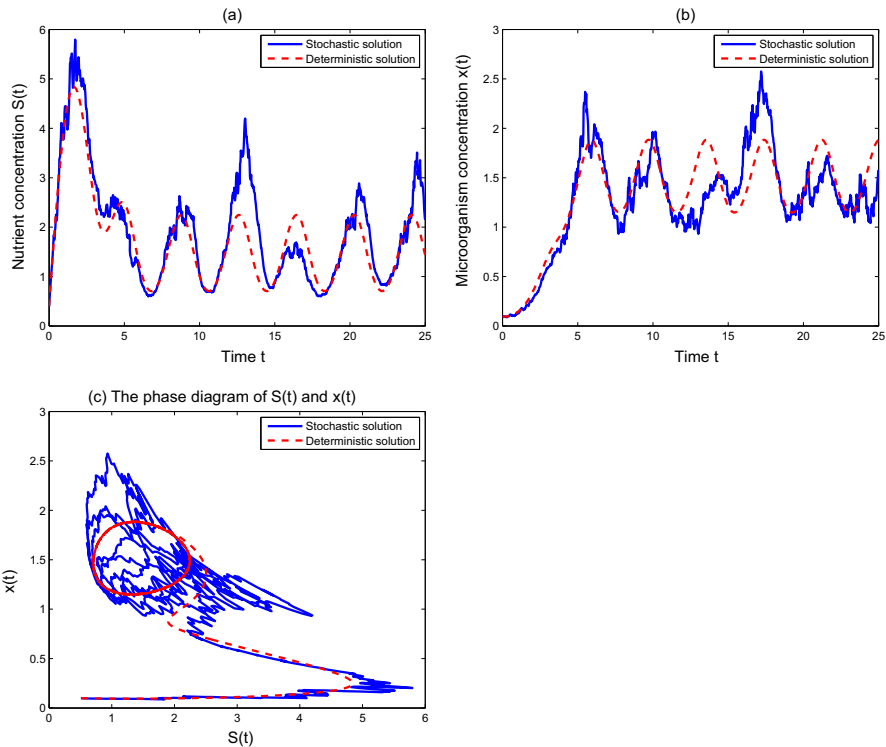 (a)
Nutrient concentration S(t)
6
5
4
3
2
1
0
Stochastic solution
Deterministic solution
0 5 10 15 20 25
Time t
(b)
Microorganism concentration x(t)
3
2.5
2
1.5
1
0.5
0
Stochastic solution
Deterministic solution
0 5 10 15 20 25
Time t
(c) The phase diagram of S(t) and x(t)
x(t)
3
2.5
2
1.5
1
0.5
0
Stochastic solution
Deterministic solution
0 1 2 3 4 5 6
S(t)